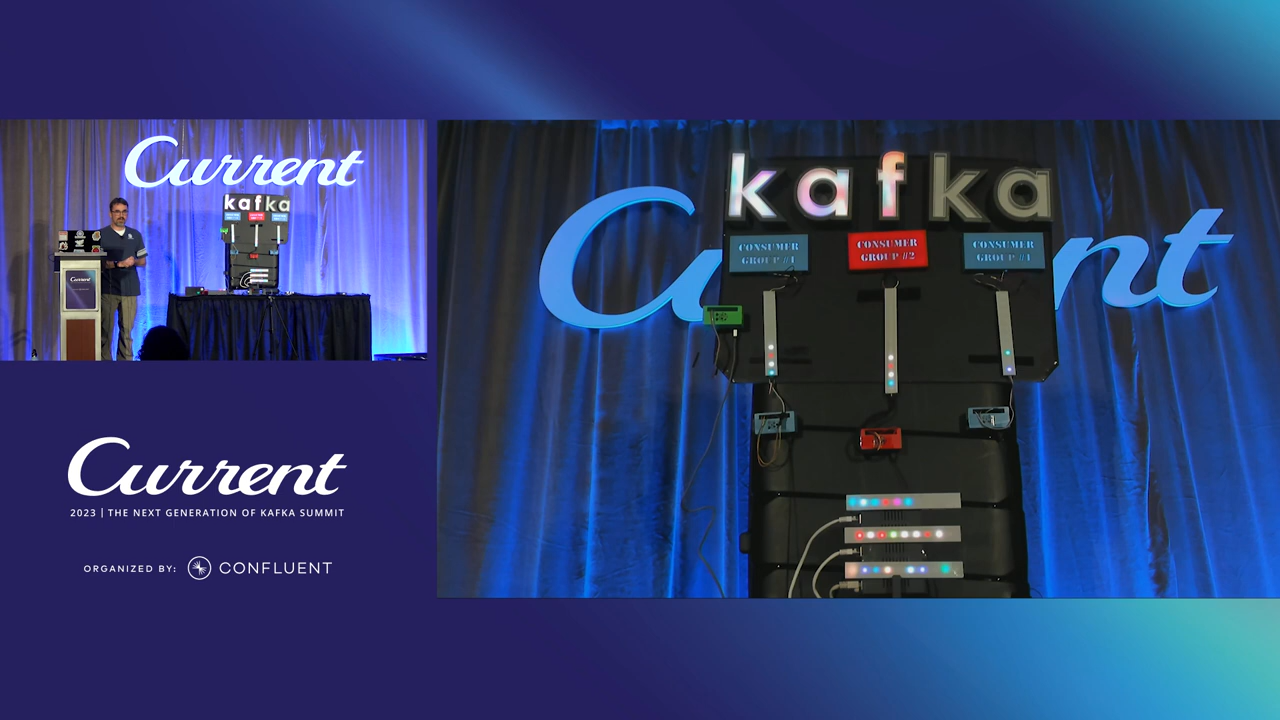 Current
kafka
Current
kafka
CONSUMER
GROUP #1
CONSUMER
GROUP #2
CONSUMER
GROUP #1
Current
2023 | THE NEXT GENERATION OF KAFKA SUMMIT
ORGANIZED BY: CONFLUENT